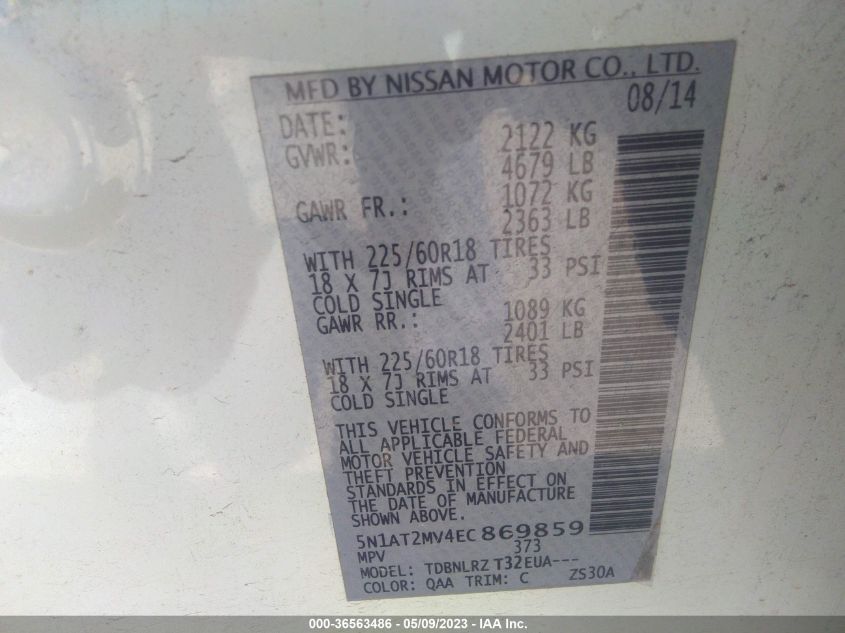 MFD BY NISSAN MOTOR CO., LTD.
DATE: 08/14
GVWR: 2122 KG
4679 LB
GAWR FR.: 1072 KG
2363 LB
WITH 225/60R18 TIRES
18 X 7J RIMS AT 33 PSI
COLD SINGLE
GAWR RR.: 1089 KG
2401 LB
WITH 225/60R18 TIRES
18 X 7J RIMS AT 33 PSI
COLD SINGLE
THIS VEHICLE CONFORMS TO
ALL APPLICABLE FEDERAL
MOTOR VEHICLE SAFETY AND
THEFT PREVENTION
STANDARDS IN EFFECT ON
THE DATE OF MANUFACTURE
SHOWN ABOVE.
5N1AT2MV4EC869859
MPV 373
MODEL: TDBNLRZ T32EUA---
COLOR: QAA TRIM: C ZS30A
000-36563486 - 05/09/2023 - IAA Inc.